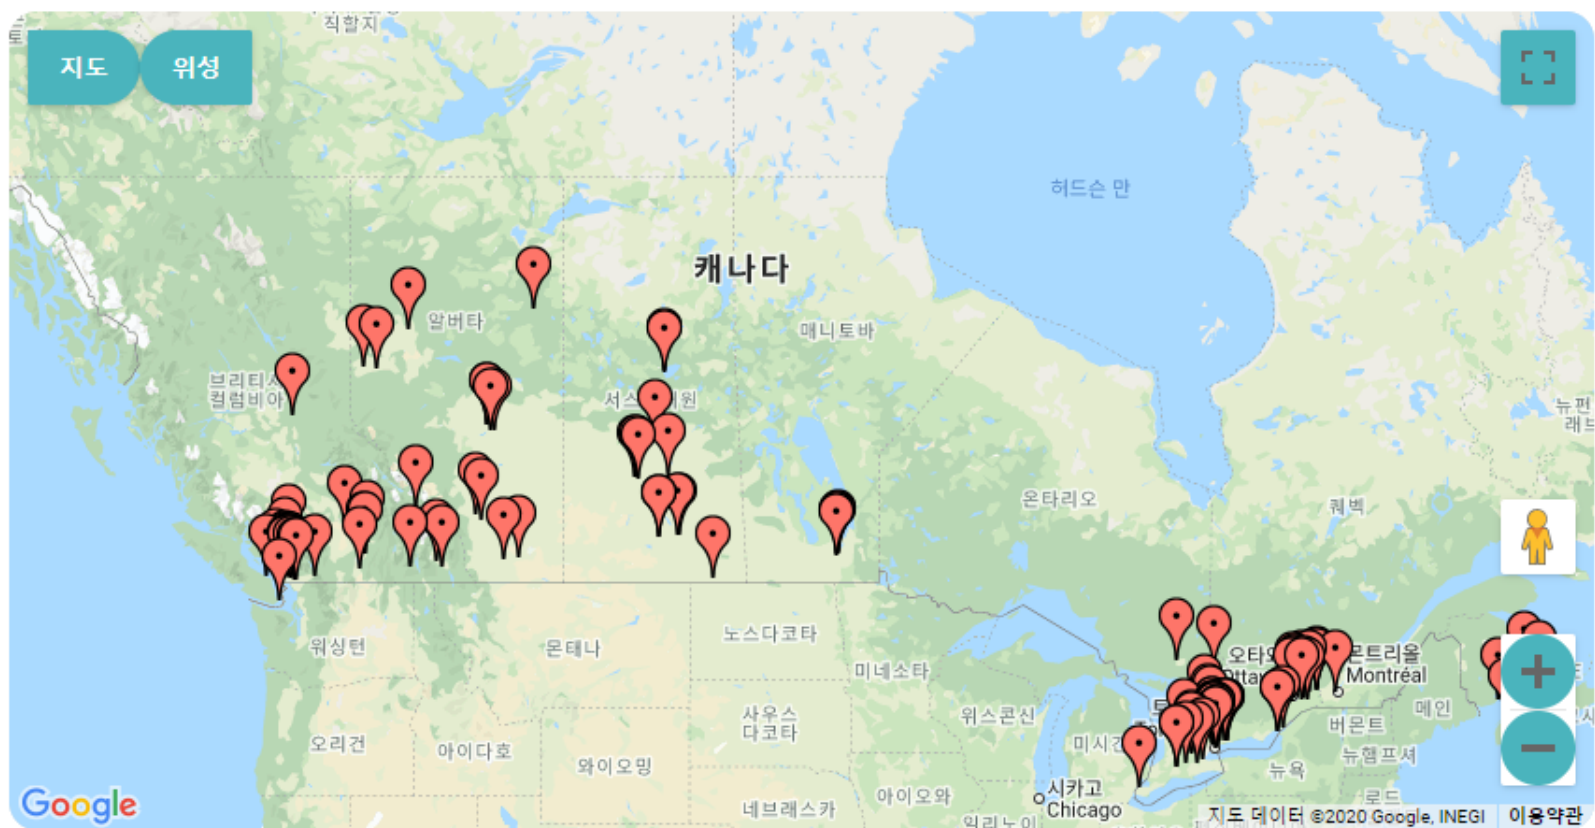 직할지
지도
위성
허드슨 만
캐나다
알버타
매니토바
브리티시
컬럼비아
뉴펀
래브
온타리오
퀘벡
워싱턴
몬태나
노스다코타
미네소타
오타와
몬트리올
Montréal
메인
사우스
다코타
위스콘신
버몬트
오리건
아이다호
와이오밍
미시간
뉴햄프셔
뉴욕
시카고
Chicago
네브래스카
아이오와
일리노이
로드
Google
지도 데이터 ©2020 Google, INEGI
이용약관